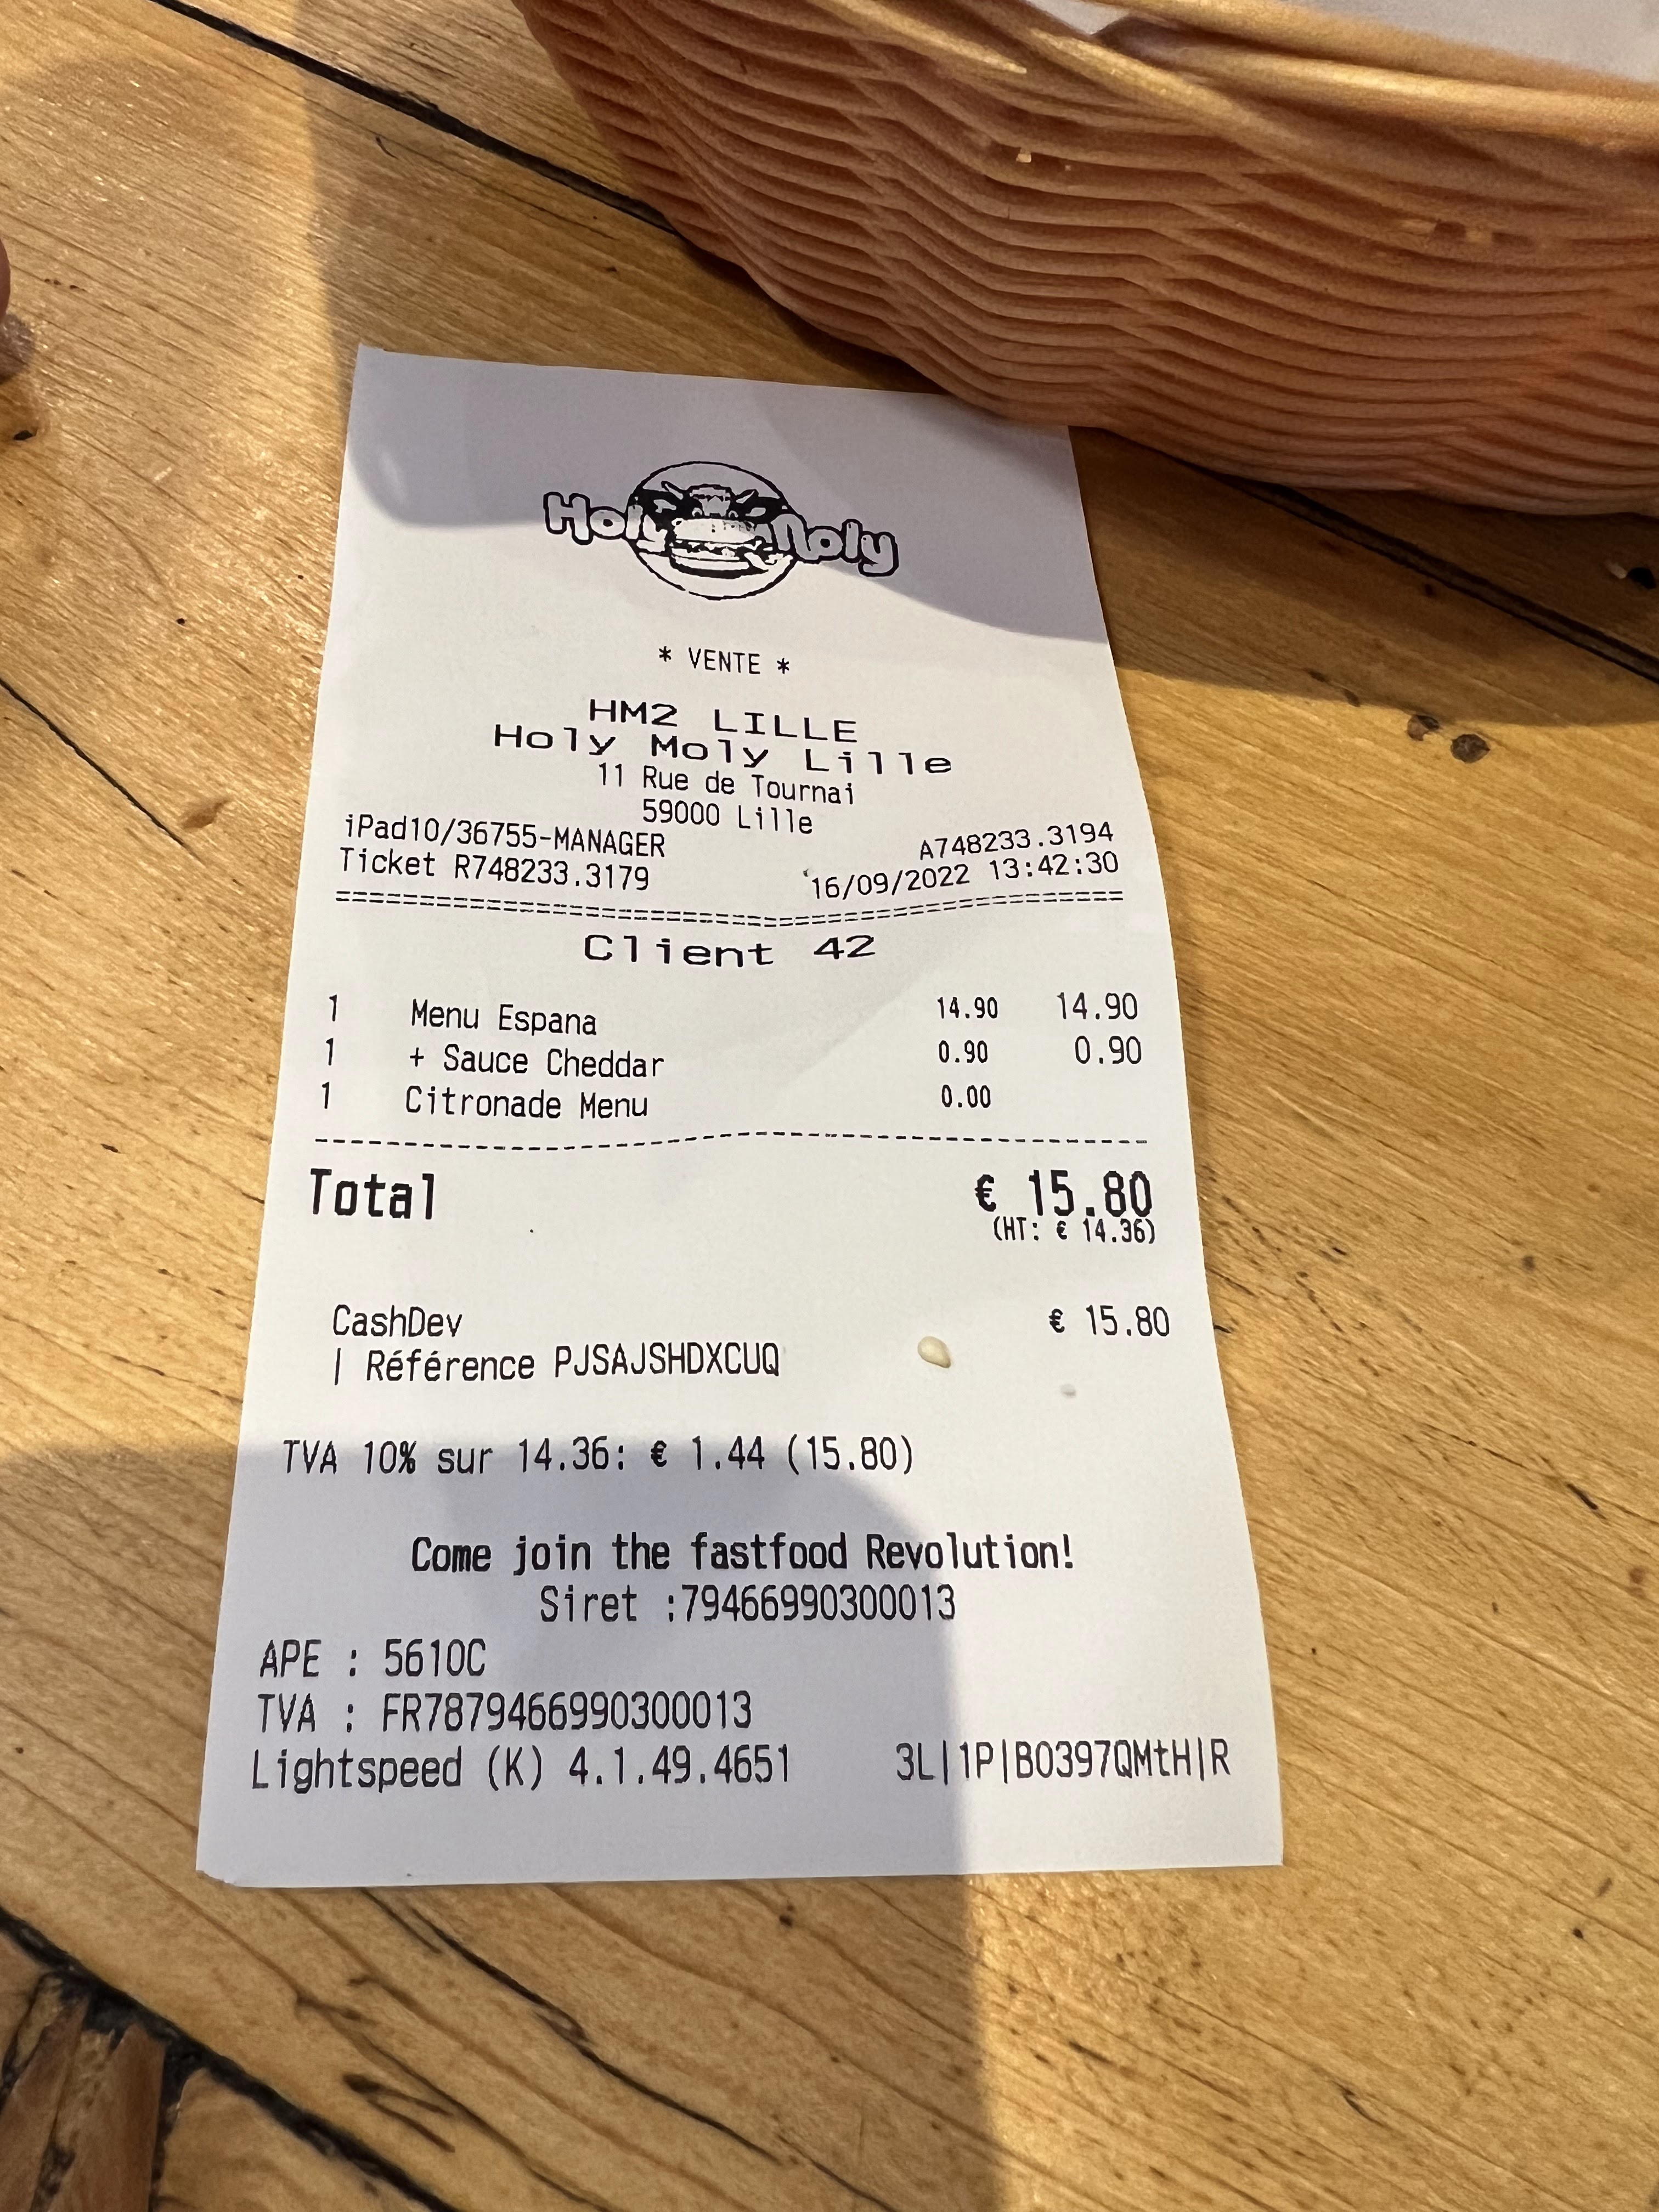 Holy Moly
* VENTE *
HM2 LILLE
Holy Moly Lille
11 Rue de Tournai
59000 Lille
iPad10/36755-MANAGER A748233.3194
Ticket R748233.3179 16/09/2022 13:42:30
================================================
Client 42
1 Menu Espana 14.90 14.90
1 + Sauce Cheddar 0.90 0.90
1 Citronade Menu 0.00
------------------------------------------------
Total € 15.80
(HT: € 14.36)
CashDev € 15.80
| Référence PJSAJSHDXCUQ
TVA 10% sur 14.36: € 1.44 (15.80)
Come join the fastfood Revolution!
Siret :79466990300013
APE : 5610C
TVA : FR7879466990300013
Lightspeed (K) 4.1.49.4651 3L|1P|BO397QMtH|R